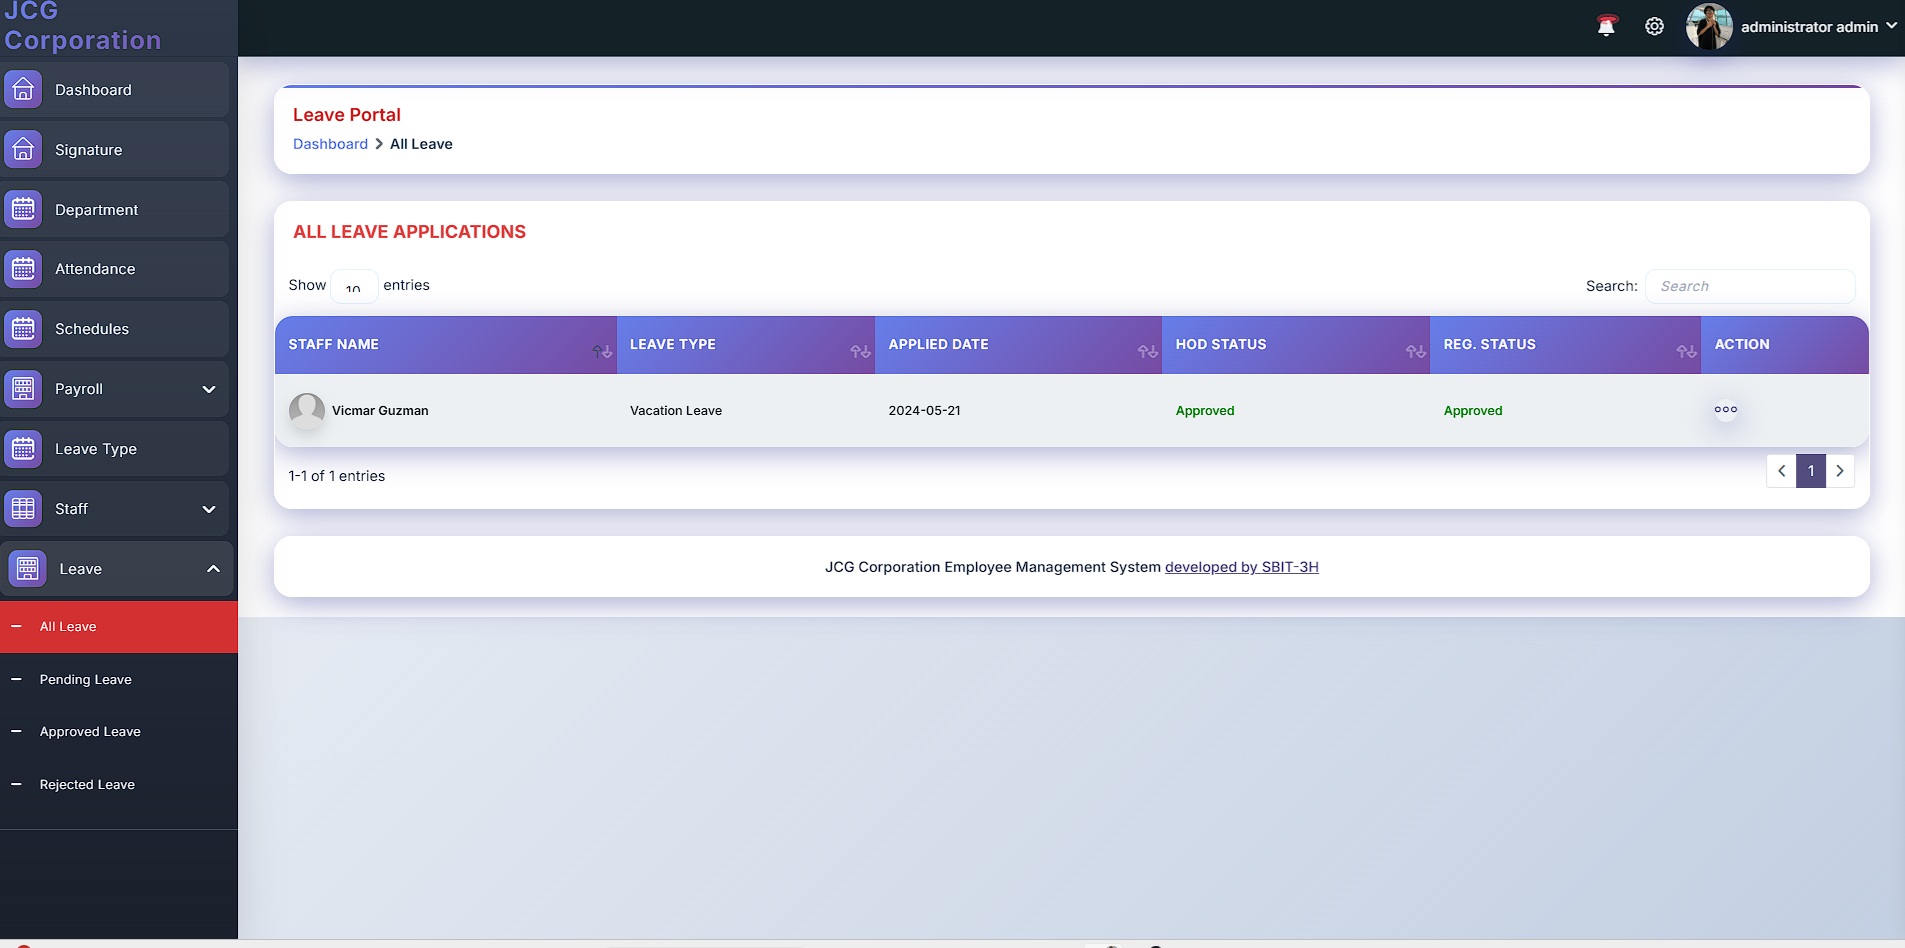 JCG
Corporation
administrator admin
Dashboard
Signature
Department
Attendance
Schedules
Payroll
Leave Type
Staff
Leave
All Leave
Pending Leave
Approved Leave
Rejected Leave
Leave Portal
Dashboard > All Leave
ALL LEAVE APPLICATIONS
Show 10 entries
Search: Search
STAFF NAME LEAVE TYPE APPLIED DATE HOD STATUS REG. STATUS ACTION
Vicmar Guzman Vacation Leave 2024-05-21 Approved Approved
1-1 of 1 entries
1
JCG Corporation Employee Management System developed by SBIT-3H